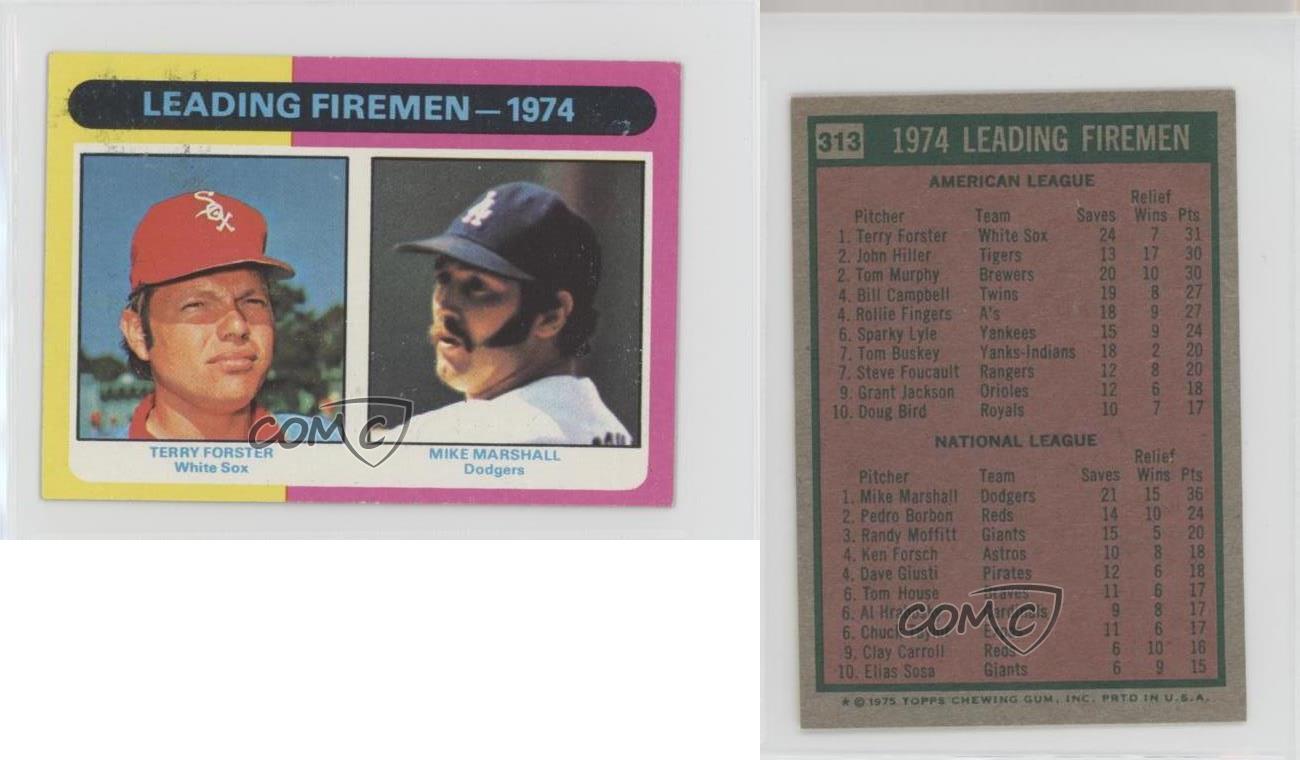 LEADING FIREMEN — 1974
Sox
LA
TERRY FORSTER
White Sox
MIKE MARSHALL
Dodgers
COMC
313 1974 LEADING FIREMEN
AMERICAN LEAGUE
Relief
Pitcher Team Saves Wins Pts
1. Terry Forster White Sox 24 7 31
2. John Hiller Tigers 13 17 30
2. Tom Murphy Brewers 20 10 30
4. Bill Campbell Twins 19 8 27
4. Rollie Fingers A's 18 9 27
6. Sparky Lyle Yankees 15 9 24
7. Tom Buskey Yanks-Indians 18 2 20
7. Steve Foucault Rangers 12 8 20
9. Grant Jackson Orioles 12 6 18
10. Doug Bird Royals 10 7 17
NATIONAL LEAGUE
Relief
Pitcher Team Saves Wins Pts
1. Mike Marshall Dodgers 21 15 36
2. Pedro Borbon Reds 14 10 24
3. Randy Moffitt Giants 15 5 20
4. Ken Forsch Astros 10 8 18
4. Dave Giusti Pirates 12 6 18
6. Tom House Braves 11 6 17
6. Al Cardinals 9 8 17
6. Chuck 11 6 17
9. Clay Carroll Reds 6 10 16
10. Elias Sosa Giants 6 9 15
COMC
* © 1975 TOPPS CHEWING GUM, INC. PRTD IN U.S.A.